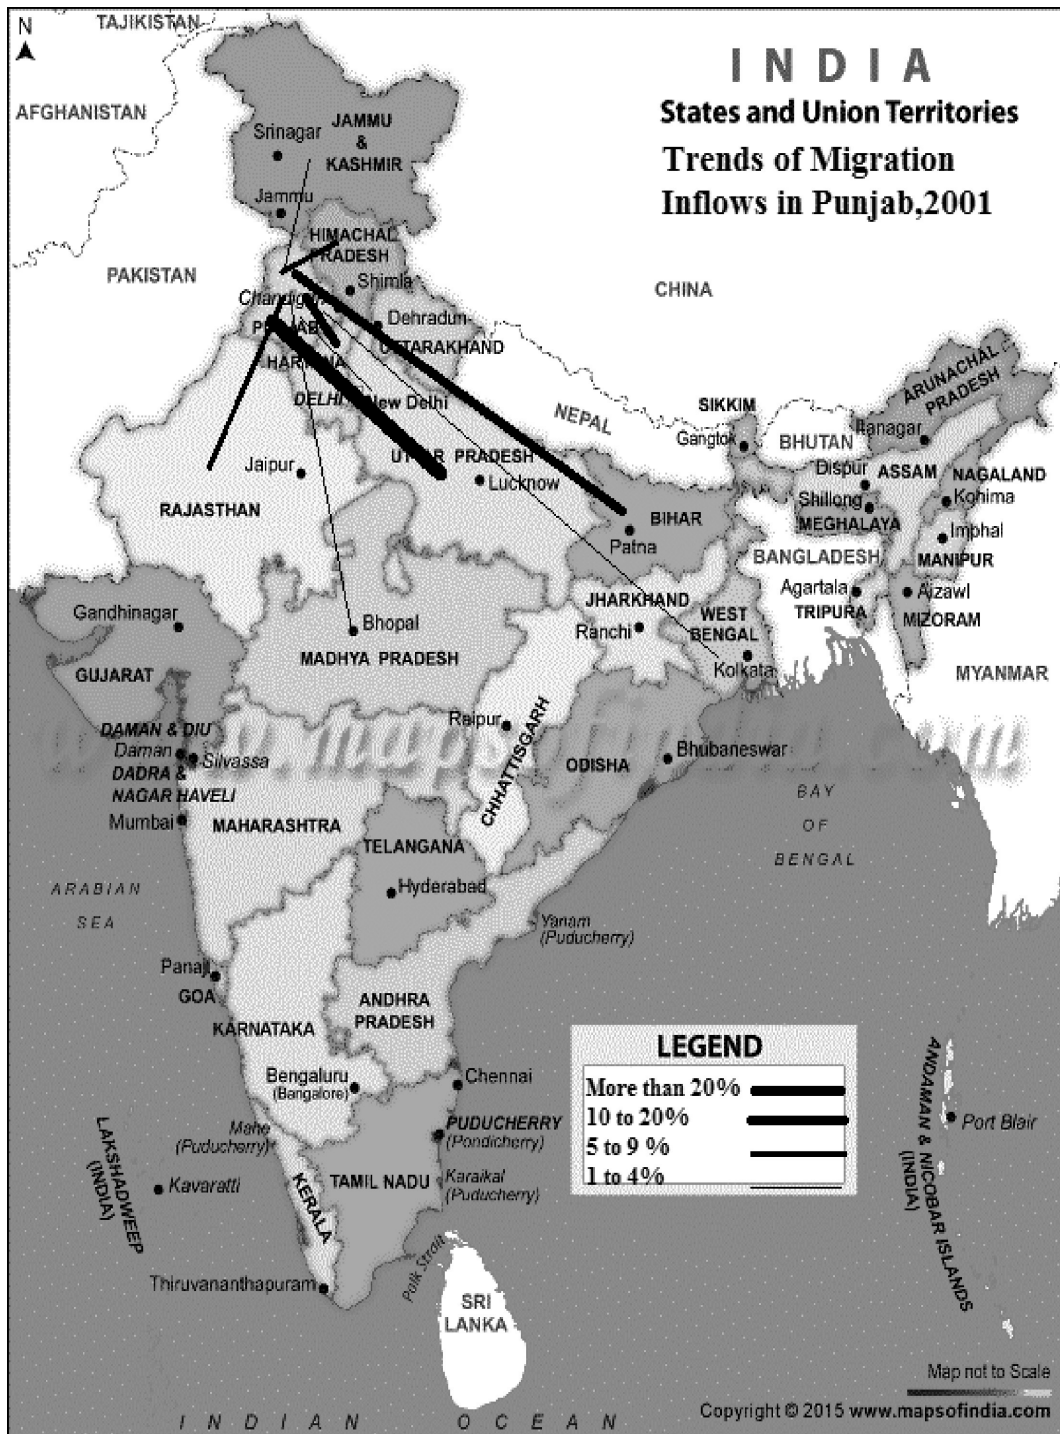 N
TAJIKISTAN
AFGHANISTAN
I N D I A
States and Union Territories
Trends of Migration
Inflows in Punjab,2001
JAMMU
&
KASHMIR
Srinagar
Jammu
HIMACHAL
PRADESH
PAKISTAN
Shimla
CHINA
Chandigarh
PUNJAB
Dehradun
UTTARAKHAND
HARYANA
DELHI
New Delhi
ARUNACHAL
PRADESH
SIKKIM
NEPAL
Gangtok
BHUTAN
Itanagar
UTTAR PRADESH
Jaipur
Lucknow
Dispur
ASSAM
NAGALAND
RAJASTHAN
Shillong
Kohima
BIHAR
MEGHALAYA
Patna
Imphal
BANGLADESH
MANIPUR
Gandhinagar
JHARKHAND
Agartala
Aizawl
Bhopal
Ranchi
WEST
BENGAL
TRIPURA
MIZORAM
MADHYA PRADESH
Kolkata
GUJARAT
MYANMAR
Raipur
DAMAN & DIU
Daman
Silvassa
Bhubaneswar
DADRA &
NAGAR HAVELI
ODISHA
CHHATTISGARH
BAY
OF
BENGAL
Mumbai
MAHARASHTRA
TELANGANA
Hyderabad
ARABIAN
SEA
Yanam
(Puducherry)
Panaji
GOA
ANDHRA
PRADESH
KARNATAKA
LEGEND
More than 20%
10 to 20%
5 to 9 %
1 to 4%
Bengaluru
(Bangalore)
Chennai
Mahe
(Puducherry)
PUDUCHERRY
(Pondicherry)
ANDAMAN & NICOBAR ISLANDS
(INDIA)
Port Blair
LAKSHADWEEP
(INDIA)
Kavaratti
TAMIL NADU
Karaikal
(Puducherry)
KERALA
Palk Strait
Thiruvananthapuram
SRI
LANKA
Map not to Scale
Copyright © 2015 www.mapsofindia.com
I N D I A N O C E A N